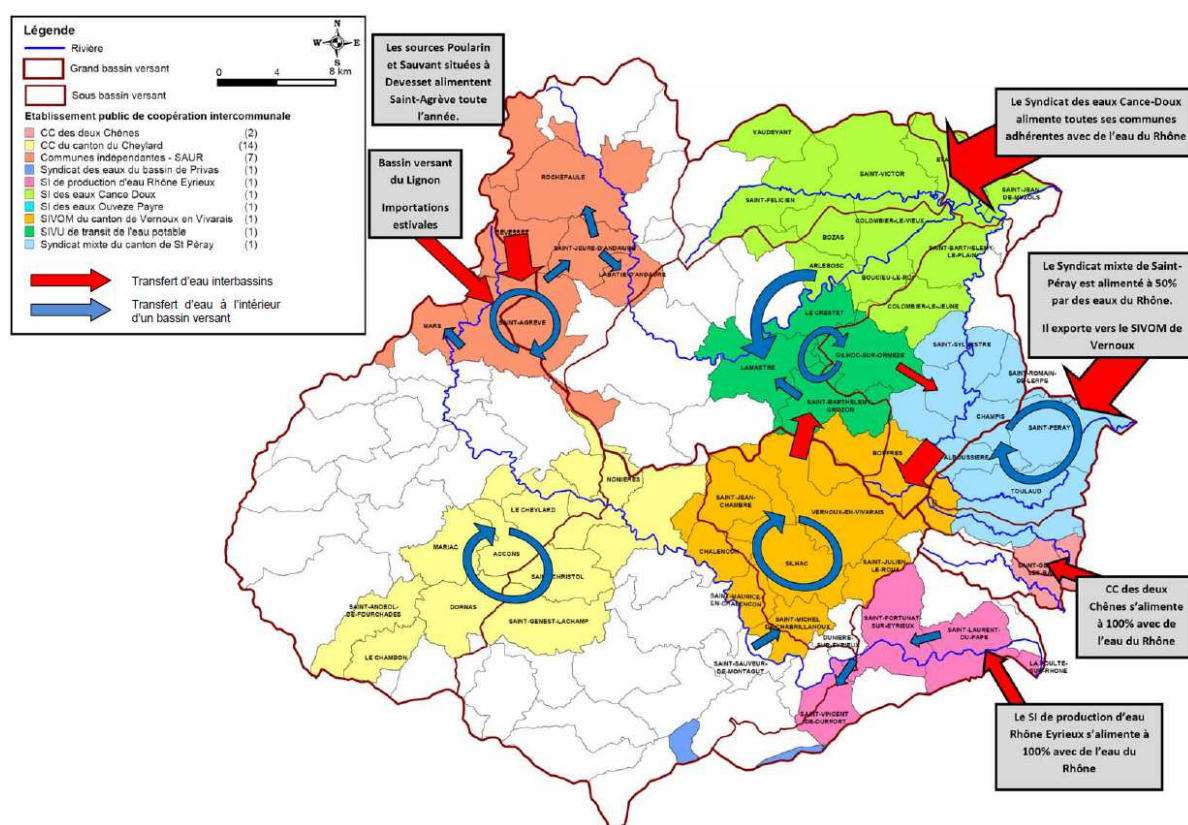 Légende
Rivière
Grand bassin versant
Sous bassin versant
N
W
E
S
0 4 8 km
Etablissement public de coopération intercommunale
CC des deux Chênes (2)
CC du canton du Cheylard (14)
Communes indépendantes - SAUR (7)
Syndicat des eaux du bassin de Privas (1)
SI de production d'eau Rhône Eyrieux (1)
SI des eaux Cance Doux (1)
SI des eaux Ouveze Payre (1)
SIVOM du canton de Vernoux en Vivarais (1)
SIVU de transit de l'eau potable (1)
Syndicat mixte du canton de St Péray (1)
Transfert d'eau interbassins
Transfert d'eau à l'intérieur
d'un bassin versant
Les sources Poularin
et Sauvant situées à
Devesset alimentent
Saint-Agrève toute
l'année.
Bassin versant
du Lignon
Importations
estivales
Le Syndicat des eaux Cance-Doux
alimente toutes ses communes
adhérentes avec de l'eau du Rhône
Le Syndicat mixte de Saint-
Péray est alimenté à 50%
par des eaux du Rhône.
Il exporte vers le SIVOM de
Vernoux
CC des deux
Chênes s'alimente
à 100% avec de
l'eau du Rhône
Le SI de production d'eau
Rhône Eyrieux s'alimente à
100% avec de l'eau du
Rhône
VAUDEVANT
SAINT-VICTOR
SAINT-JEAN
DE-MUZOLS
SAINT-FELICIEN
COLOMBIER-LE-VIEUX
BOZAS
SAINT-BARTHELEMY
LE-PLAIN
ARLEBOSC
BOUCIEU-LE-ROI
COLOMBIER-LE-JEUNE
ROCHEPAULE
DEVESSET
SAINT-JEURE-D'ANDAURE
LABATIE-D'ANDAURE
MARS
SAINT-AGREVE
LE CRESTET
GILHOC-SUR-ORMEZE
LAMASTRE
SAINT-BARTHELEMY
GROZON
SAINT-SYLVESTRE
SAINT-ROMAIN
DE-LERPS
CHAMPIS
SAINT-PERAY
ALBOUSSIERE
TOULAUD
BOFFRES
NONIERES
LE CHEYLARD
MARIAC
ACCONS
SAINT-CHRISTOL
SAINT-ANDEOL
DE-FOURCHADES
DORNAS
SAINT-GENEST-LACHAMP
LE CHAMBON
SAINT-JEAN
CHAMBRE
VERNOUX-EN-VIVARAIS
CHALENCON
SILHAC
SAINT-JULIEN
LE-ROUX
SAINT-MAURICE
EN-CHALENCON
SAINT-MICHEL
DE-CHABRILLANOUX
SAINT-SAUVEUR
DE-MONTAGUT
DUNIERE
SUR-EYRIEUX
SAINT-FORTUNAT
SUR-EYRIEUX
SAINT-LAURENT
DU-PAPE
LA VOULTE
SUR-RHONE
SAINT-VINCENT
DE-DURFORT